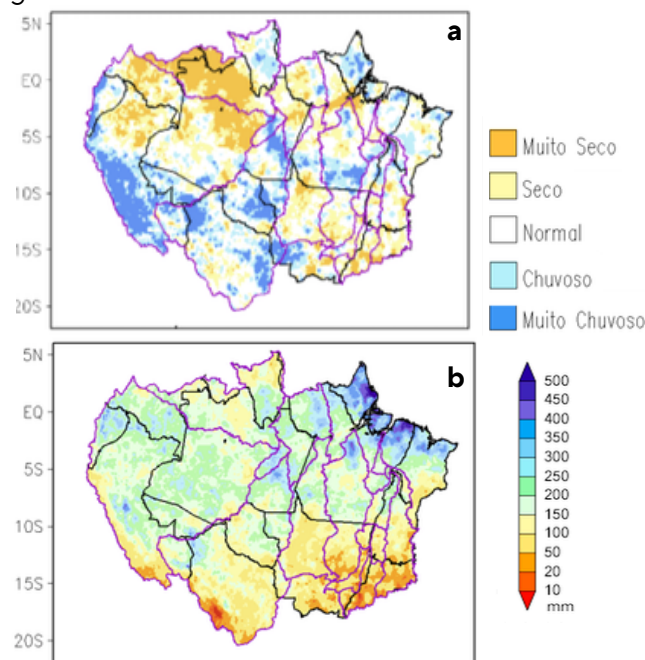 a
5N
EQ
5S
10S
15S
20S
Muito Seco
Seco
Normal
Chuvoso
Muito Chuvoso
b
5N
EQ
5S
10S
15S
20S
500
450
400
350
300
250
200
150
100
50
20
10
mm